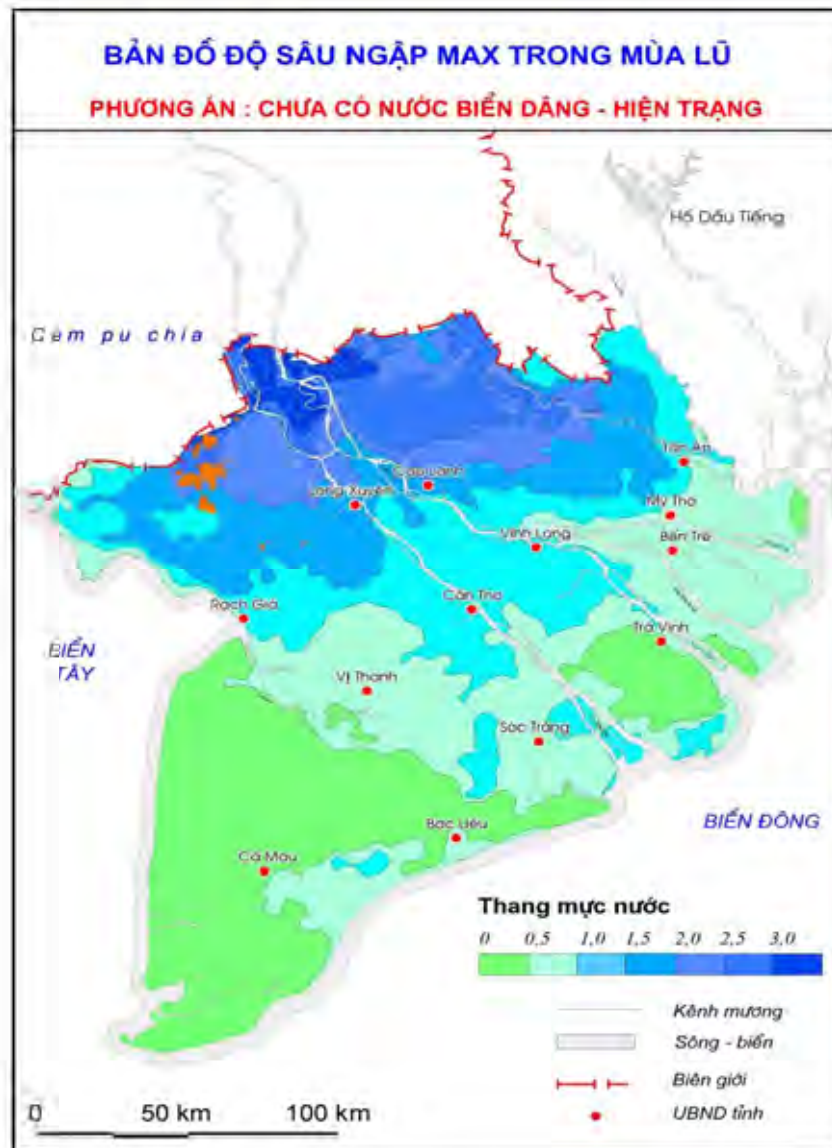 BẢN ĐỒ ĐỘ SÂU NGẬP MAX TRONG MÙA LŨ
PHƯƠNG ÁN : CHƯA CÓ NƯỚC BIỂN DÂNG - HIỆN TRẠNG
Hồ Dầu Tiếng
Cam pu chia
Tân An
Cao Lãnh
Long Xuyên
Mỹ Tho
Vĩnh Long
Bến Tre
Cần Thơ
Rạch Giá
Trà Vinh
BIỂN
TÂY
Vị Thanh
Sóc Trăng
BIỂN ĐÔNG
Bạc Liêu
Cà Mau
Thang mực nước
0 0,5 1,0 1,5 2,0 2,5 3,0
Kênh mương
Sông - biển
Biên giới
UBND tỉnh
0 50 km 100 km